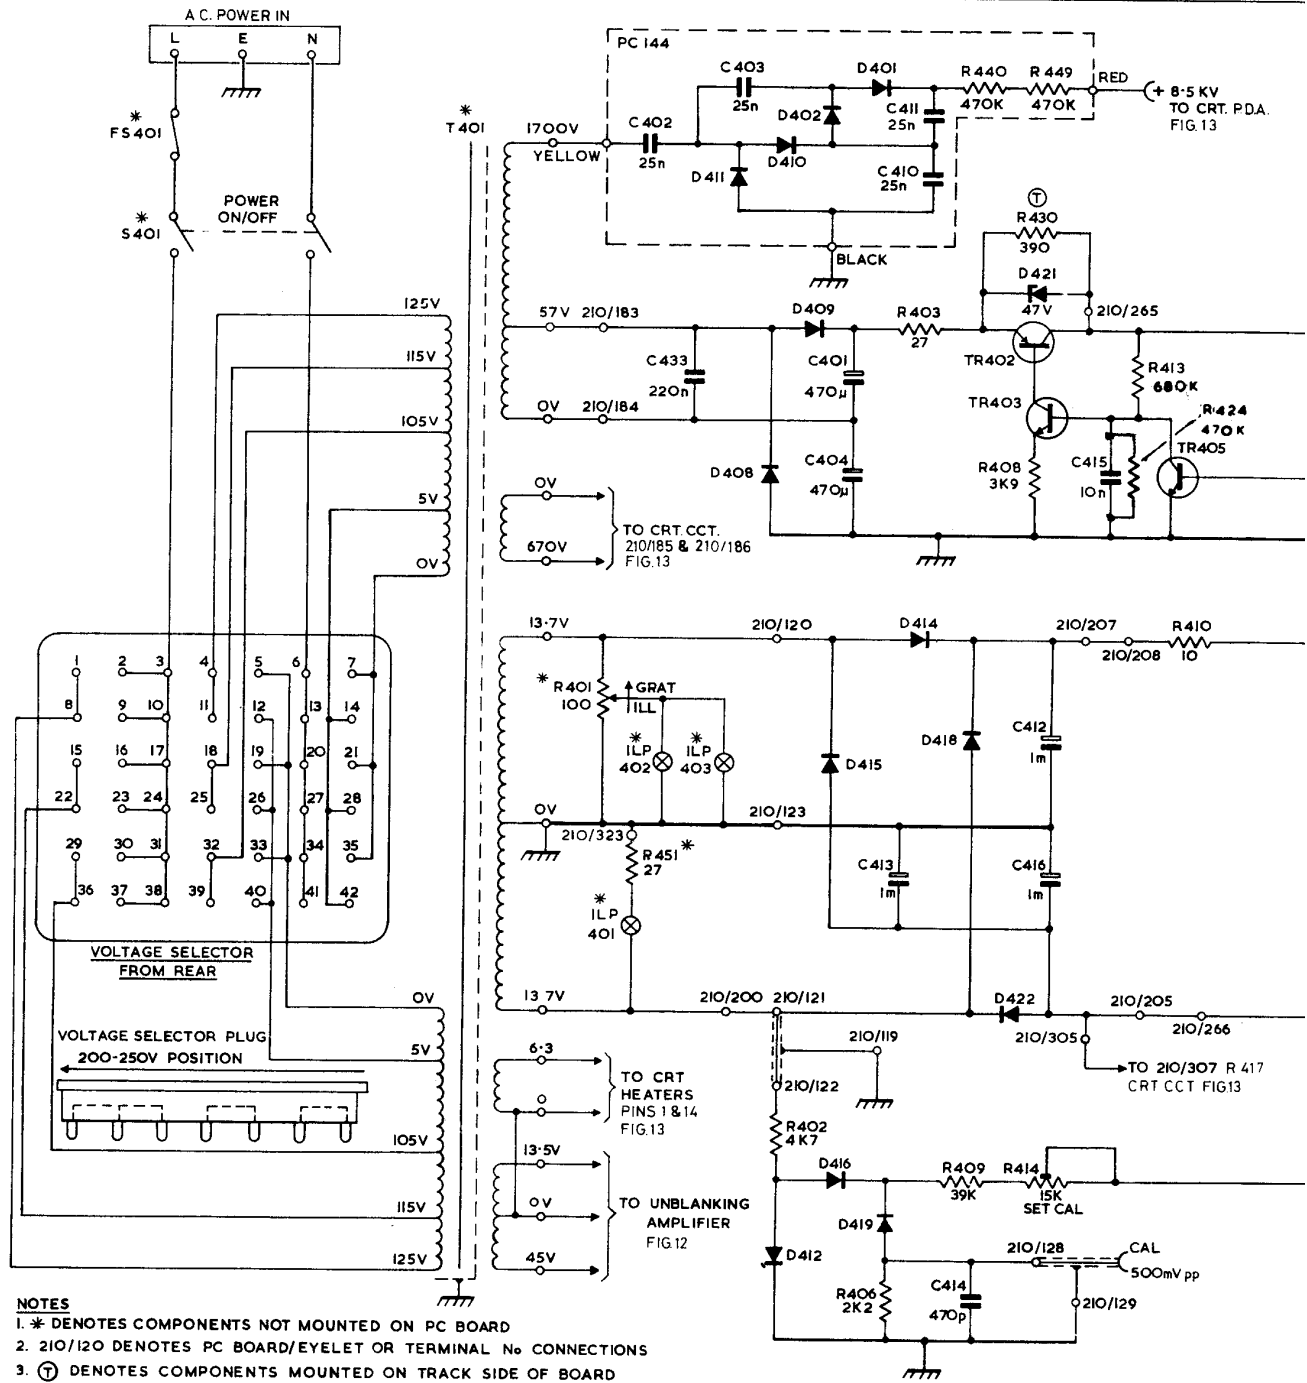 A.C. POWER IN
L E N
* FS401
* S401
POWER
ON/OFF
* T401
1700V
YELLOW
PC 144
C403
25n
C402
25n
D401
D402
D410
D411
C411
25n
C410
25n
R440
470K
R449
470K
RED
+ 8·5 KV
TO CRT. P.D.A.
FIG.13
BLACK
T
R430
390
D421
47V
210/265
125V
115V
105V
5V
0V
57V 210/183
0V 210/184
C433
220n
D409
D408
C401
470µ
C404
470µ
R403
27
TR402
TR403
R408
3K9
R413
680K
R424
470K
C415
10n
TR405
0V
670V
TO CRT. CCT.
210/185 & 210/186
FIG.13
1 2 3 4 5 6 7
8 9 10 11 12 13 14
15 16 17 18 19 20 21
22 23 24 25 26 27 28
29 30 31 32 33 34 35
36 37 38 39 40 41 42
VOLTAGE SELECTOR
FROM REAR
13·7V
* R401
100
GRAT
ILL
* ILP
402
* ILP
403
0V
210/323
R451 *
27
* ILP
401
13·7V
210/120
D414
D415
D418
210/123
C412
1m
C413
1m
C416
1m
210/207
210/208
R410
10
210/200 210/121
D422
210/205
210/266
210/305
TO 210/307 R 417
CRT CCT FIG13
210/119
210/122
R402
4K7
D416
D419
D412
R406
2K2
C414
470p
R409
39K
R414
15K
SET CAL
210/128
CAL
500mV pp
210/129
VOLTAGE SELECTOR PLUG
200-250V POSITION
0V
5V
105V
115V
125V
6·3
0
TO CRT
HEATERS
PINS 1 & 14
FIG.13
13·5V
0V
45V
TO UNBLANKING
AMPLIFIER
FIG.12
NOTES
1. * DENOTES COMPONENTS NOT MOUNTED ON PC BOARD
2. 210/120 DENOTES PC BOARD/EYELET OR TERMINAL No CONNECTIONS
3. T DENOTES COMPONENTS MOUNTED ON TRACK SIDE OF BOARD